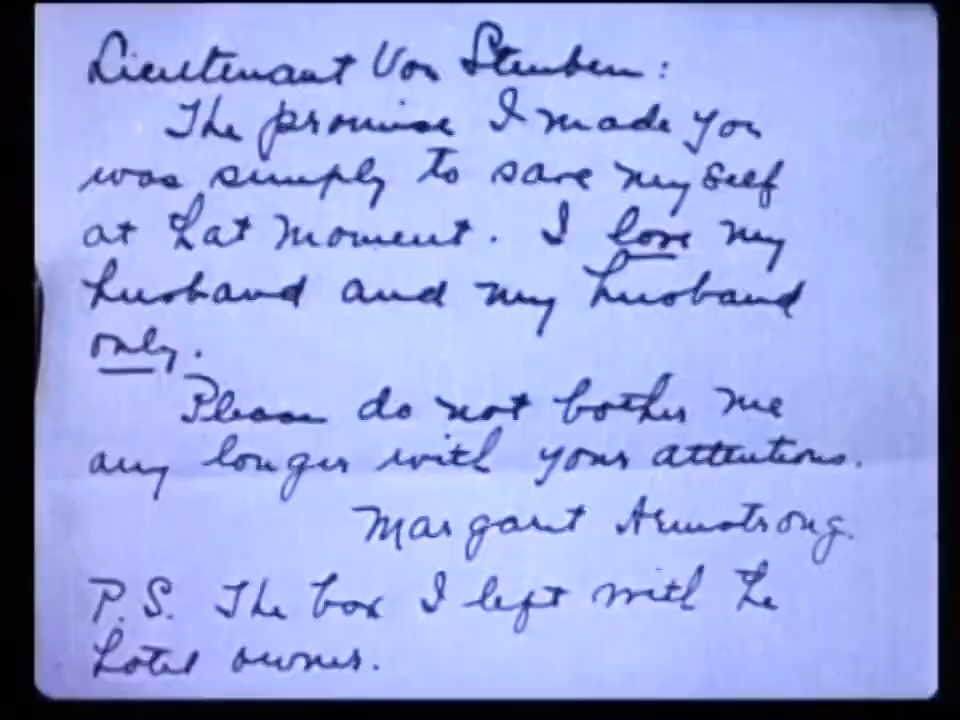 Lieutenant Von Steuben:
The promise I made you
was simply to save myself
at that moment. I love my
husband and my husband
only.
Please do not bother me
any longer with your attentions.
Margaret Armstrong.
P.S. The box I left with the
hotel owner.